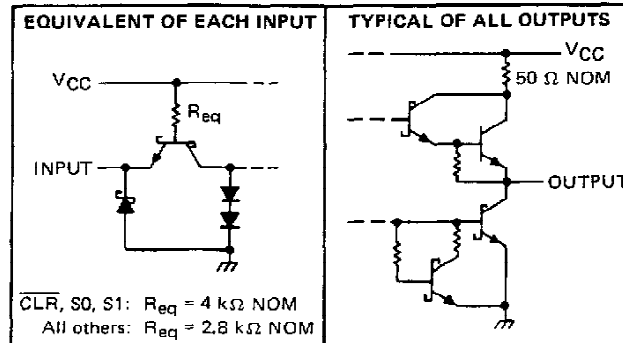 EQUIVALENT OF EACH INPUT
VCC
Req
INPUT
CLR, S0, S1: Req = 4 kΩ NOM
All others: Req = 2.8 kΩ NOM
TYPICAL OF ALL OUTPUTS
VCC
50 Ω NOM
OUTPUT